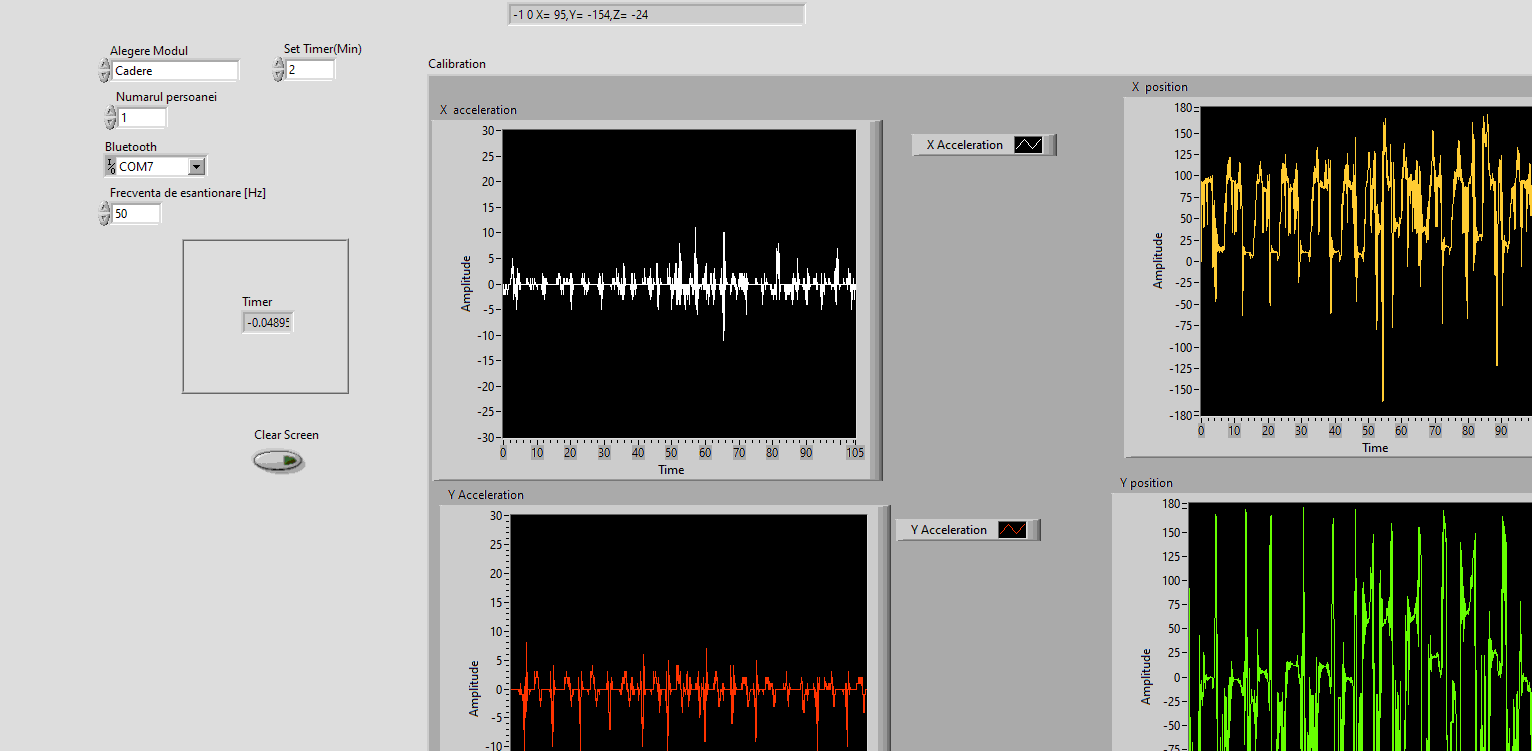 -1 0 X= 95,Y= -154,Z= -24
Alegere Modul
Cadere
Set Timer(Min)
2
Numarul persoanei
1
Bluetooth
COM7
Frecventa de esantionare [Hz]
50
Timer
-0.04895
Clear Screen
Calibration
X acceleration
30
25
20
15
10
5
0
-5
-10
-15
-20
-25
-30
Amplitude
0 10 20 30 40 50 60 70 80 90 105
Time
X Acceleration
X position
180
150
125
100
75
50
25
0
-25
-50
-75
-100
-125
-150
-180
Amplitude
0 10 20 30 40 50 60 70 80 90
Time
Y Acceleration
30
25
20
15
10
5
0
-5
-10
Amplitude
Y Acceleration
Y position
180
150
125
100
75
50
25
0
-25
-50
-75
Amplitude